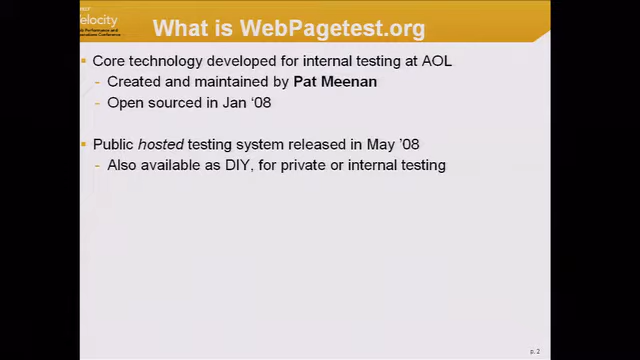 elocity
What is WebPagetest.org
Core technology developed for internal testing at AOL
- Created and maintained by Pat Meenan
- Open sourced in Jan ‘08
Public hosted testing system released in May ’08
- Also available as DIY, for private or internal testing
p. 2